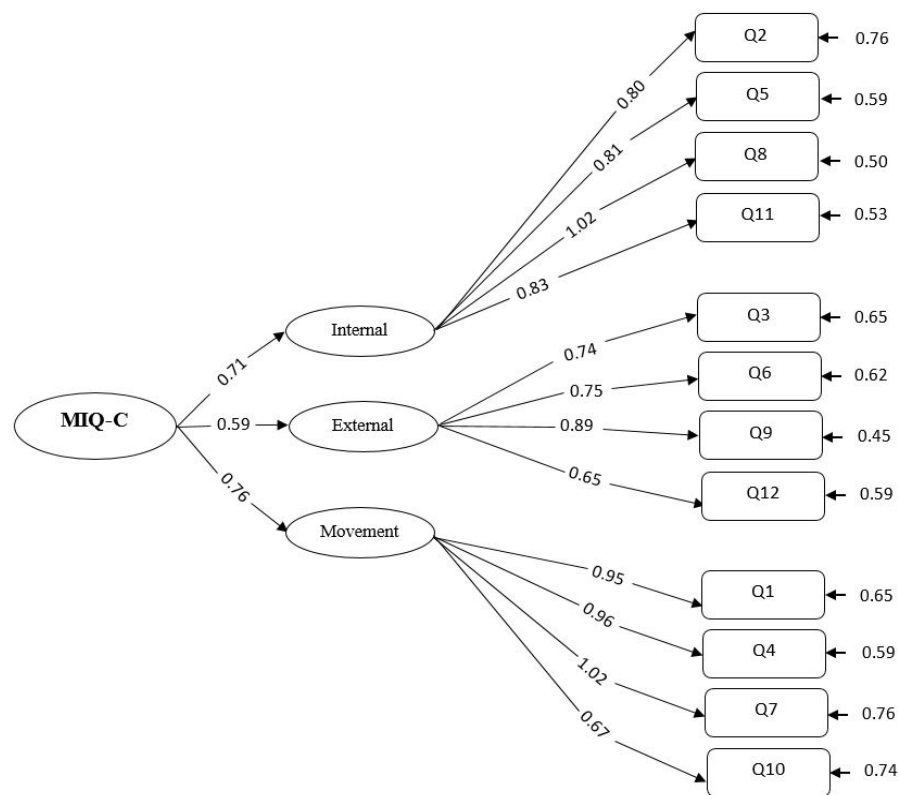 Q2
0.76
0.80
Q5
0.59
0.81
Q8
0.50
1.02
Q11
0.53
0.83
Internal
0.71
Q3
0.65
0.74
Q6
0.62
0.75
MIQ-C
0.59
External
0.89
Q9
0.45
0.65
Q12
0.59
0.76
Movement
0.95
Q1
0.65
0.96
Q4
0.59
1.02
Q7
0.76
0.67
Q10
0.74